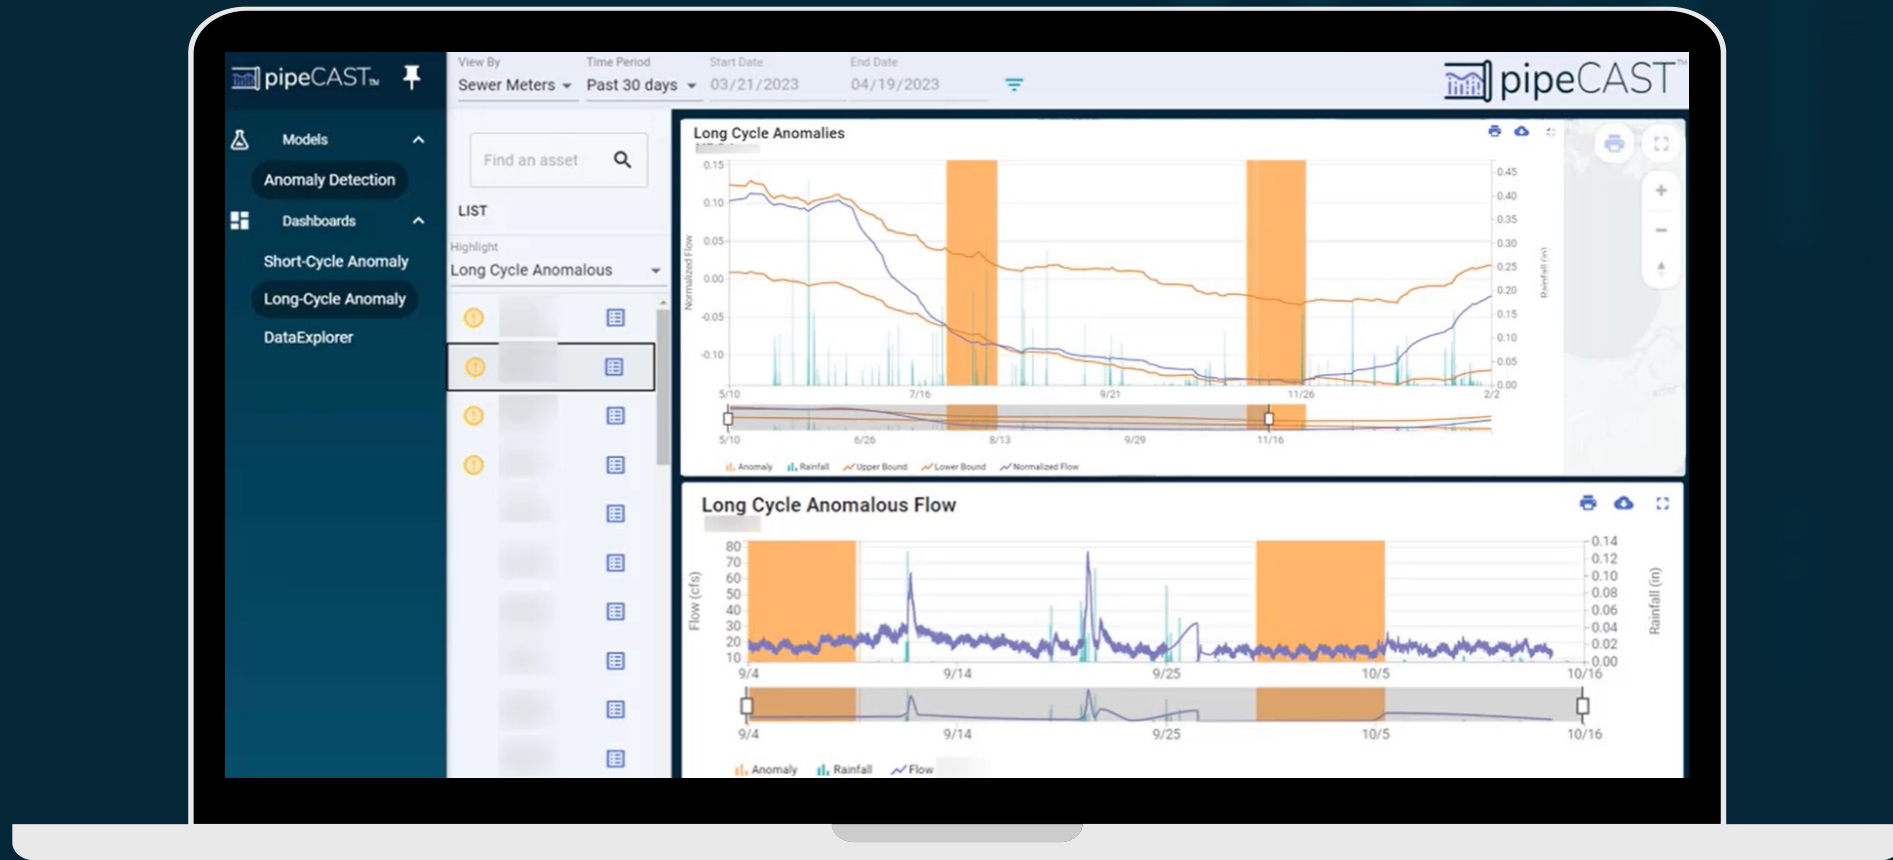 pipeCAST™
View By
Sewer Meters
Time Period
Past 30 days
Start Date
03/21/2023
End Date
04/19/2023
pipeCAST™
Models
Anomaly Detection
Dashboards
Short-Cycle Anomaly
Long-Cycle Anomaly
DataExplorer
Find an asset
LIST
Highlight
Long Cycle Anomalous
Long Cycle Anomalies
Normalized Flow
0.15
0.10
0.05
0.00
-0.05
-0.10
0.45
0.40
0.35
0.30
0.25
0.20
0.15
0.10
0.05
0.00
Rainfall (in)
5/10 7/16 9/21 11/26 2/2
5/10 6/26 8/13 9/29 11/16
Anomaly Rainfall Upper Bound Lower Bound Normalized Flow
Long Cycle Anomalous Flow
Flow (cfs)
80
70
60
50
40
30
20
10
0.14
0.12
0.10
0.08
0.06
0.04
0.02
0.00
Rainfall (in)
9/4 9/14 9/25 10/5 10/16
9/4 9/14 9/25 10/5 10/16
Anomaly Rainfall Flow